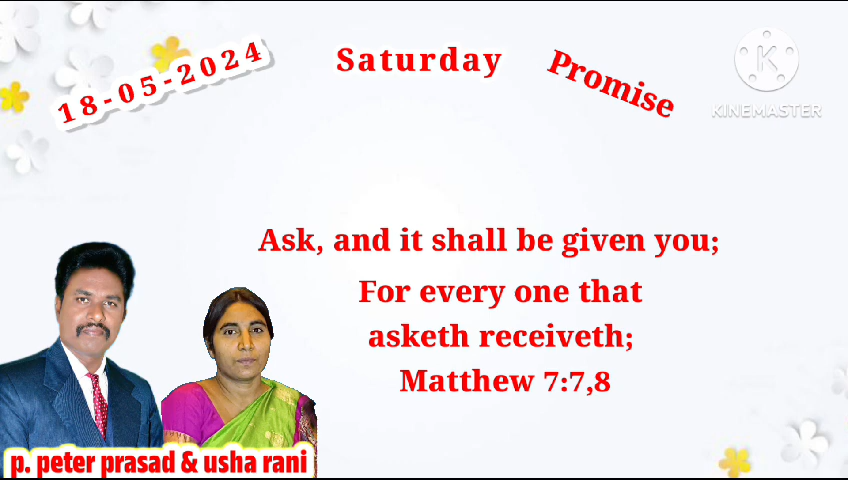 18-05-2024
Saturday
Promise
KINEMASTER
Ask, and it shall be given you;
For every one that
asketh receiveth;
Matthew 7:7,8
p. peter prasad & usha rani